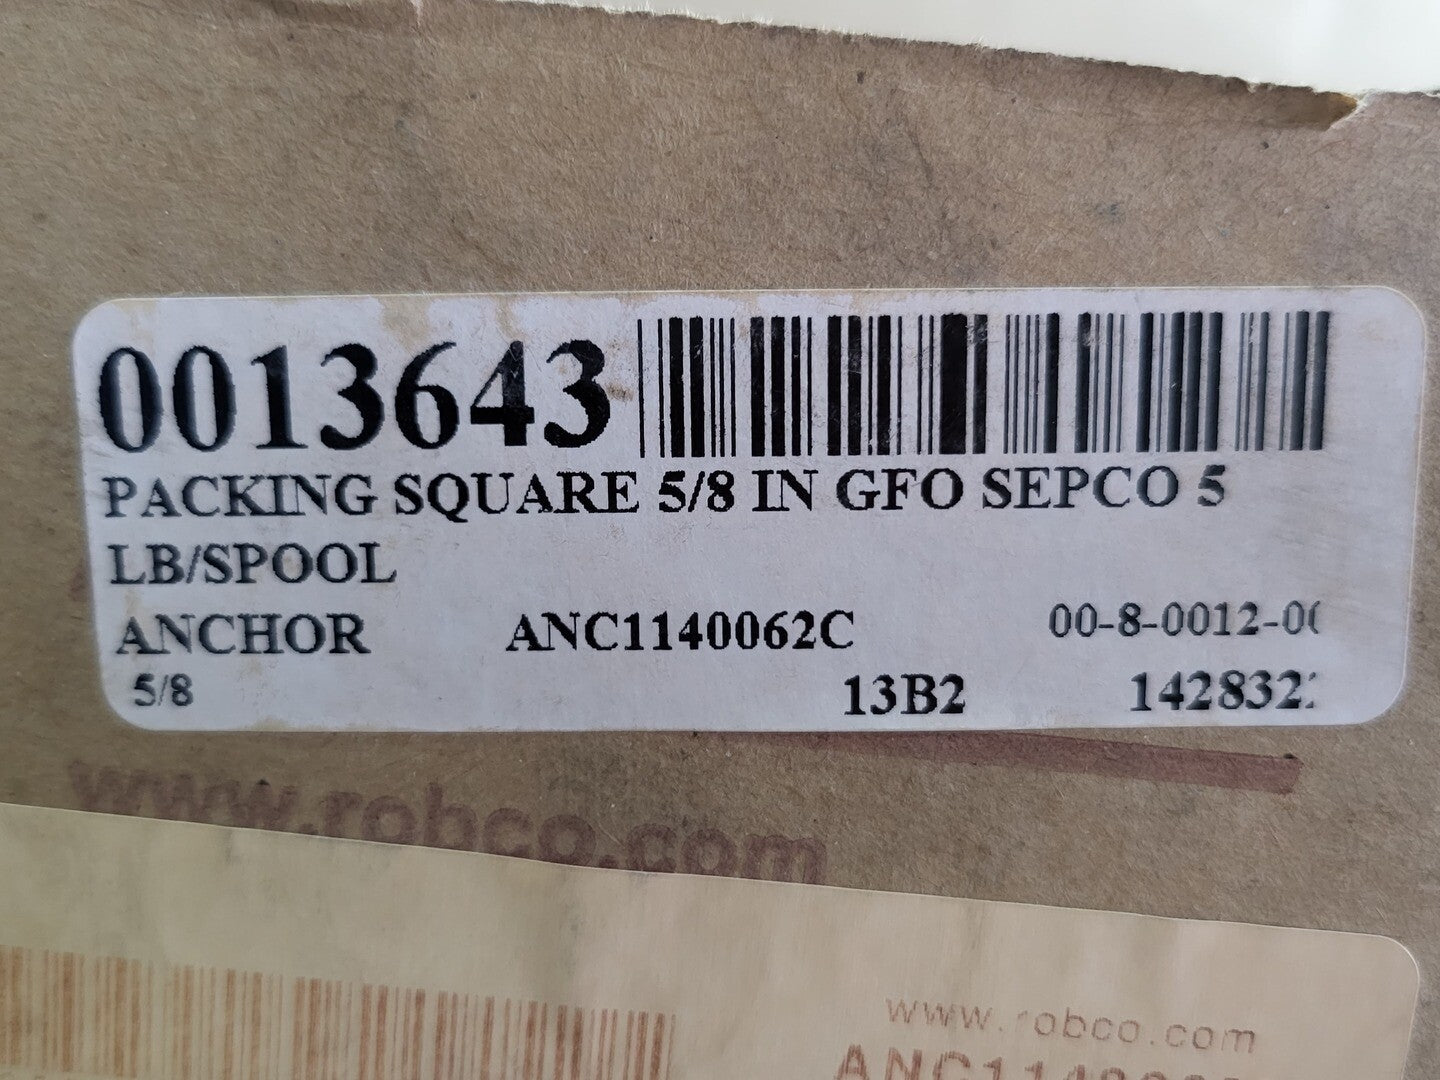 0013643
PACKING SQUARE 5/8 IN GFO SEPCO 5
LB/SPOOL
ANCHOR ANC1140062C 00-8-0012-0
5/8 13B2 142832
www.robco.com
www.robco.com